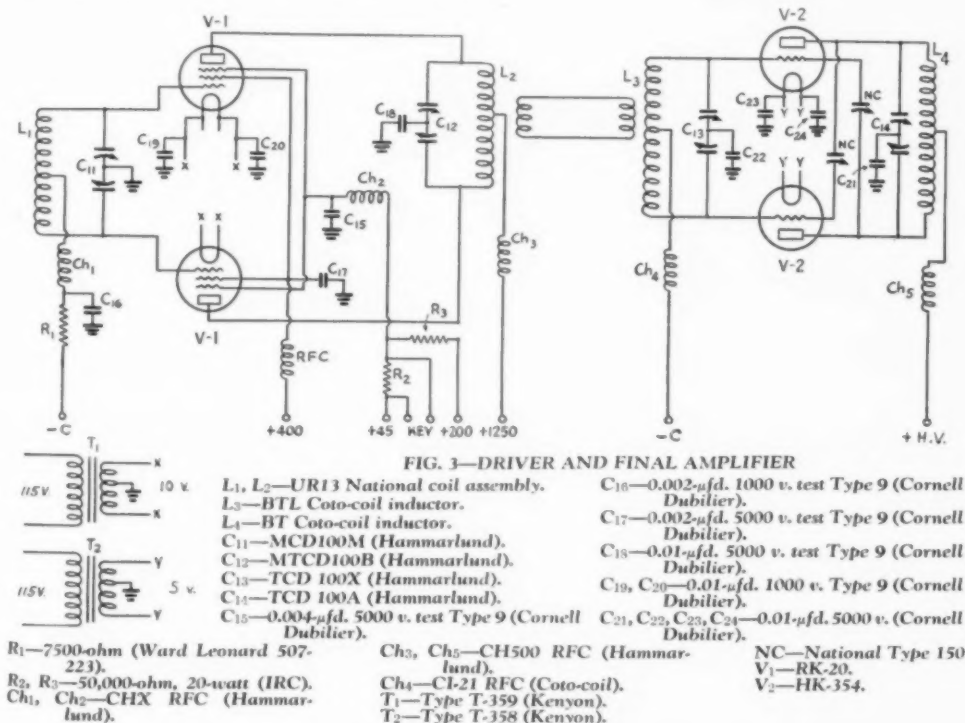 V-1
L1
C11
C19
X
X
C20
C18
C12
L2
X X
Ch2
C15
C17
Ch1
C16
R1
V-1
RFC
R3
R2
Ch3
-C
+400
+45 KEY +200 +1250
V-2
L3
C23
Y Y
C24
NC
C13
C22
NC
C14
C21
L4
Y Y
V-2
Ch4
Ch5
-C
+ H.V.
T1
115 V.
X
10 v.
X
T2
115 V.
Y
5 v.
Y
FIG. 3—DRIVER AND FINAL AMPLIFIER
L1, L2—UR13 National coil assembly.
L3—BTL Coto-coil inductor.
L4—BT Coto-coil inductor.
C11—MCD100M (Hammarlund).
C12—MTCD100B (Hammarlund).
C13—TCD 100X (Hammarlund).
C14—TCD 100A (Hammarlund).
C15—0.004-μfd. 5000 v. test Type 9 (Cornell
Dubilier).
C16—0.002-μfd. 1000 v. test Type 9 (Cornell
Dubilier).
C17—0.002-μfd. 5000 v. test Type 9 (Cornell
Dubilier).
C18—0.01-μfd. 5000 v. test Type 9 (Cornell
Dubilier).
C19, C20—0.01-μfd. 1000 v. Type 9 (Cornell
Dubilier).
C21, C22, C23, C24—0.01-μfd. 5000 v. (Cornell
Dubilier).
R1—7500-ohm (Ward Leonard 507-
223).
R2, R3—50,000-ohm, 20-watt (IRC).
Ch1, Ch2—CHX RFC (Hammar-
lund).
Ch3, Ch5—CH500 RFC (Hammar-
lund).
Ch4—CI-21 RFC (Coto-coil).
T1—Type T-359 (Kenyon).
T2—Type T-358 (Kenyon).
NC—National Type 150
V1—RK-20.
V2—HK-354.